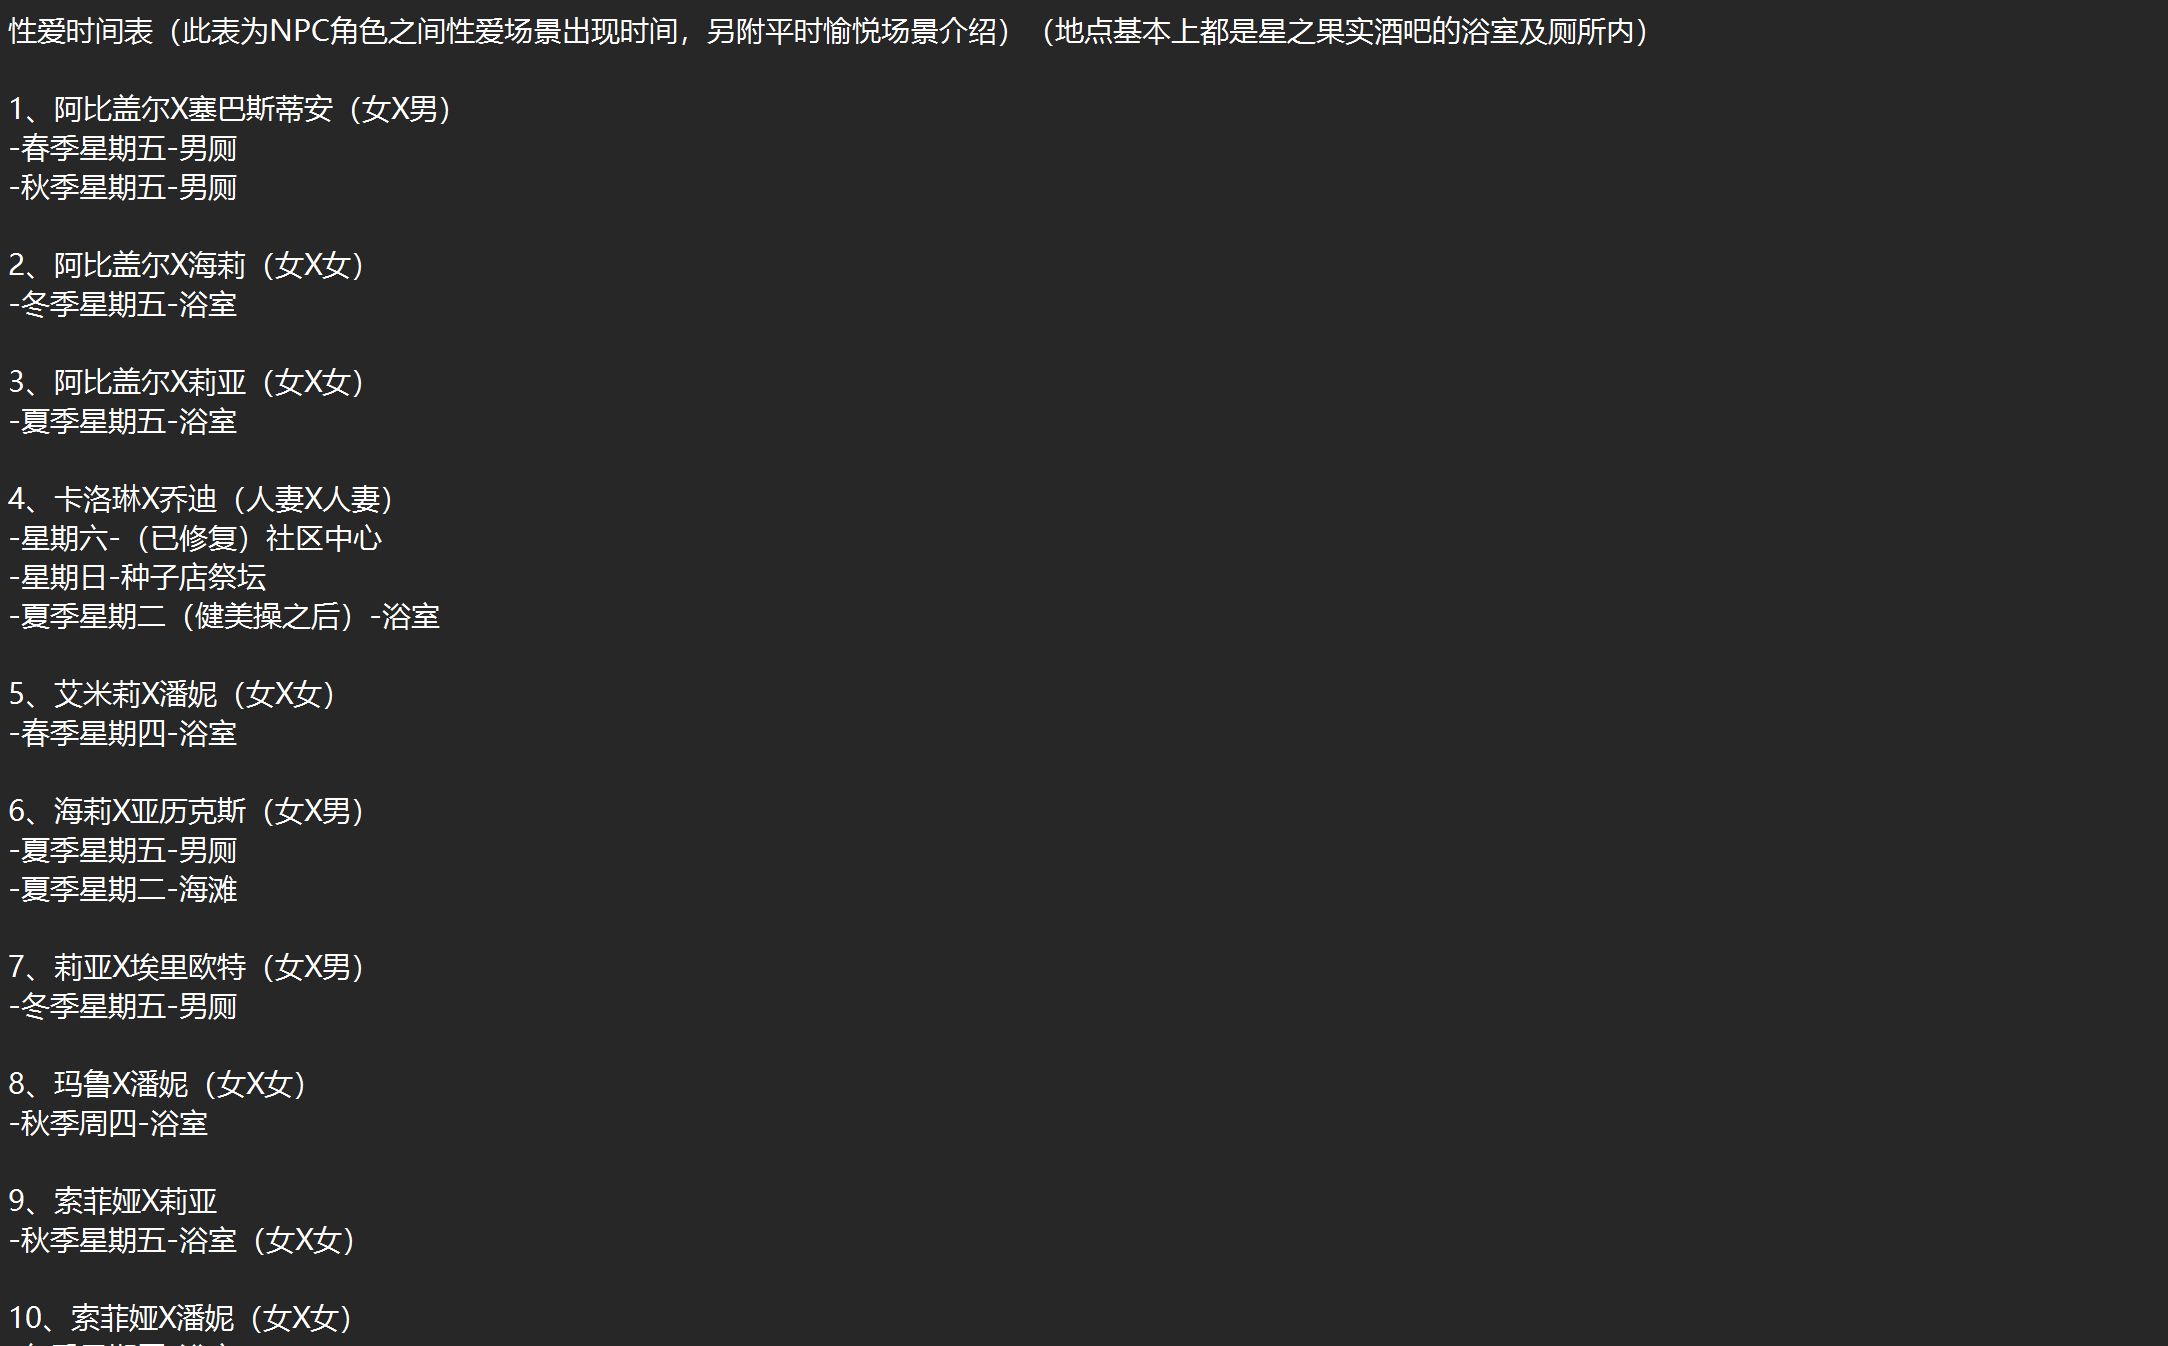 性爱时间表（此表为NPC角色之间性爱场景出现时间，另附平时愉悦场景介绍）（地点基本上都是星之果实酒吧的浴室及厕所内）
1、阿比盖尔X塞巴斯蒂安（女X男）
-春季星期五-男厕
-秋季星期五-男厕
2、阿比盖尔X海莉（女X女）
-冬季星期五-浴室
3、阿比盖尔X莉亚（女X女）
-夏季星期五-浴室
4、卡洛琳X乔迪（人妻X人妻）
-星期六-（已修复）社区中心
-星期日-种子店祭坛
-夏季星期二（健美操之后）-浴室
5、艾米莉X潘妮（女X女）
-春季星期四-浴室
6、海莉X亚历克斯（女X男）
-夏季星期五-男厕
-夏季星期二-海滩
7、莉亚X埃里欧特（女X男）
-冬季星期五-男厕
8、玛鲁X潘妮（女X女）
-秋季周四-浴室
9、索菲娅X莉亚
-秋季星期五-浴室（女X女）
10、索菲娅X潘妮（女X女）